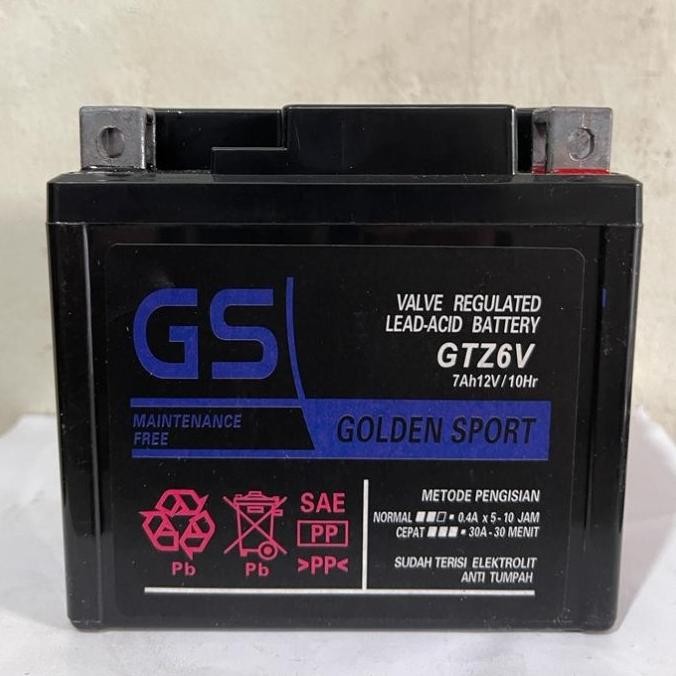 GS
VALVE REGULATED
LEAD-ACID BATTERY
GTZ6V
7Ah12V/10Hr
MAINTENANCE
FREE
GOLDEN SPORT
Pb
Pb
SAE
PP
>PP<
METODE PENGISIAN
NORMAL 0.4A x 5-10 JAM
CEPAT 30A-30 MENIT
SUDAH TERISI ELEKTROLIT
ANTI TUMPAH